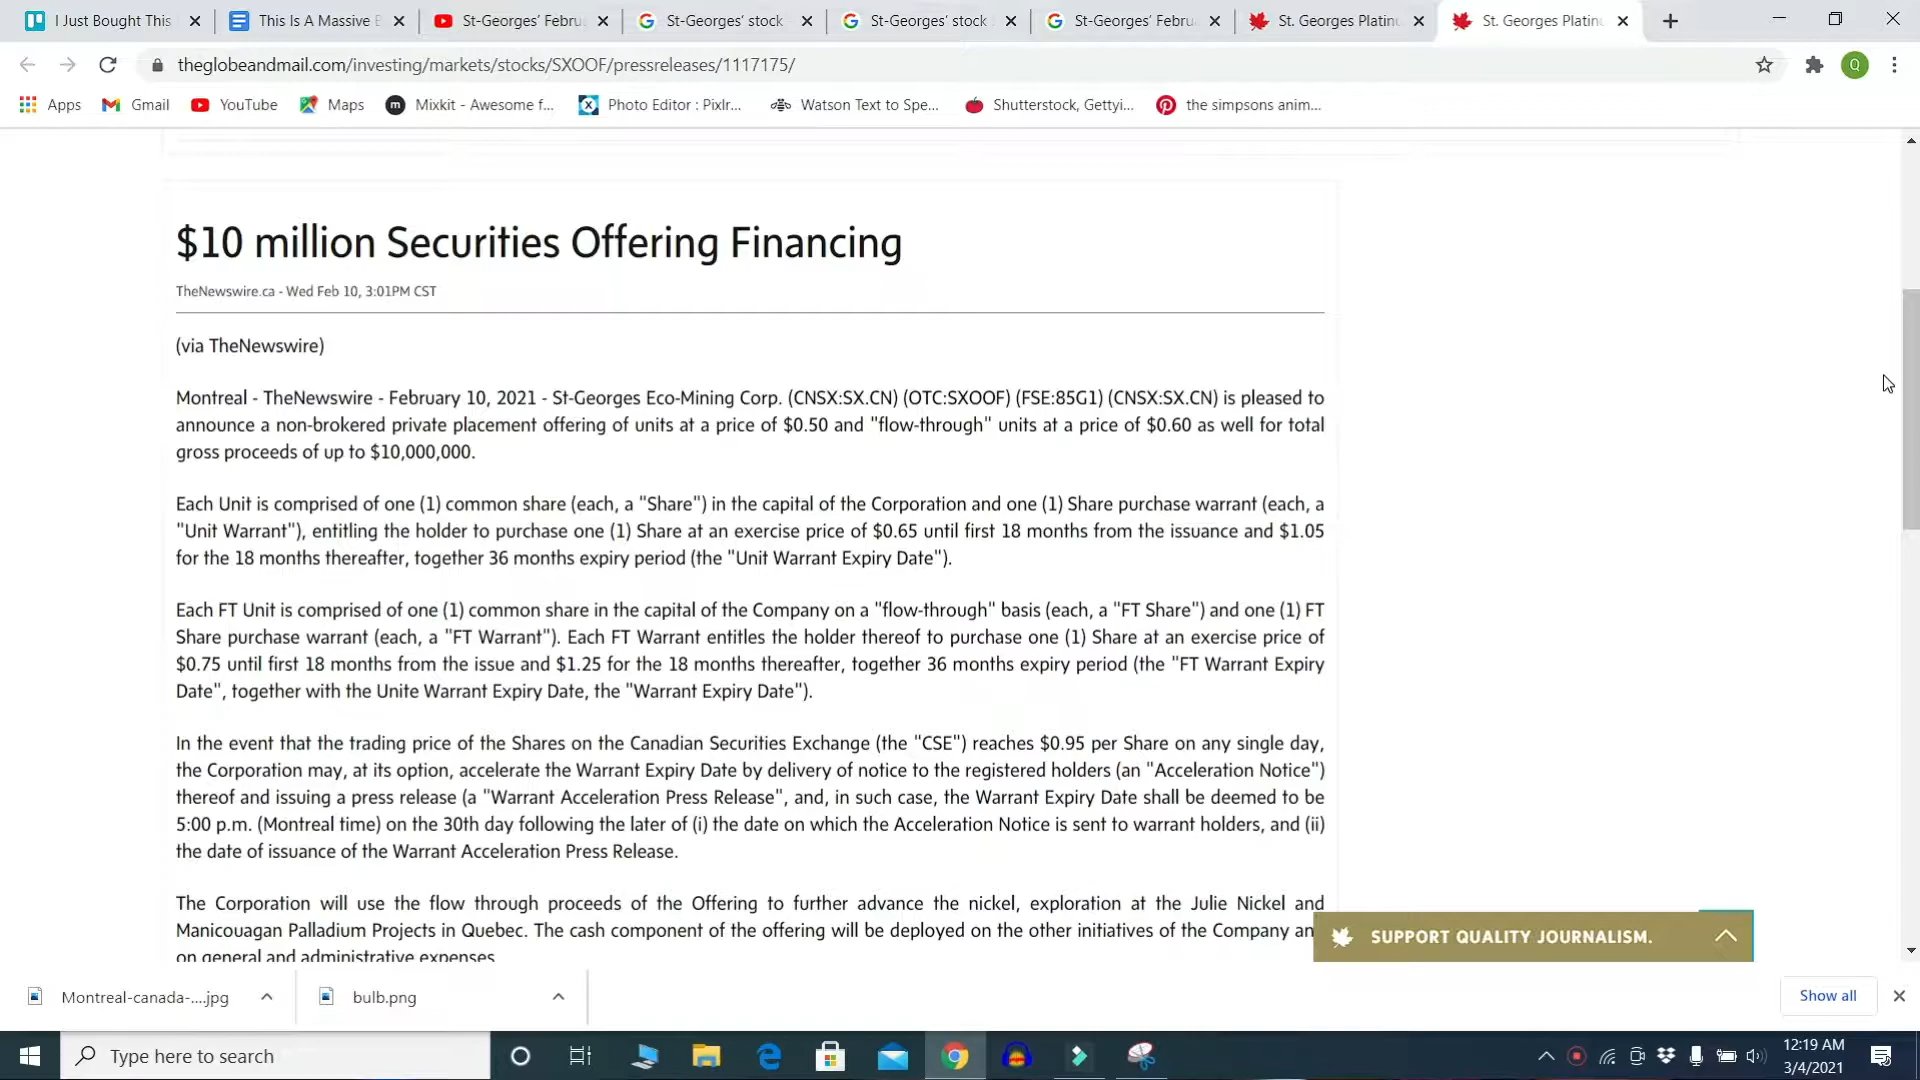 I Just Bought This
This Is A Massive
St-Georges' Febru
St-Georges' stock
St-Georges' stock
St-Georges' Febru
St. Georges Platin
St. Georges Platin
theglobeandmail.com/investing/markets/stocks/SXOOF/pressreleases/1117175/
Q
Apps
Gmail
YouTube
Maps
Mixkit - Awesome f...
Photo Editor : Pixlr...
Watson Text to Spe...
Shutterstock, Gettyi...
the simpsons anim...
$10 million Securities Offering Financing
TheNewswire.ca - Wed Feb 10, 3:01PM CST
(via TheNewswire)
Montreal - TheNewswire - February 10, 2021 - St-Georges Eco-Mining Corp. (CNSX:SX.CN) (OTC:SXOOF) (FSE:85G1) (CNSX:SX.CN) is pleased to
announce a non-brokered private placement offering of units at a price of $0.50 and "flow-through" units at a price of $0.60 as well for total
gross proceeds of up to $10,000,000.
Each Unit is comprised of one (1) common share (each, a "Share") in the capital of the Corporation and one (1) Share purchase warrant (each, a
"Unit Warrant"), entitling the holder to purchase one (1) Share at an exercise price of $0.65 until first 18 months from the issuance and $1.05
for the 18 months thereafter, together 36 months expiry period (the "Unit Warrant Expiry Date").
Each FT Unit is comprised of one (1) common share in the capital of the Company on a "flow-through" basis (each, a "FT Share") and one (1) FT
Share purchase warrant (each, a "FT Warrant"). Each FT Warrant entitles the holder thereof to purchase one (1) Share at an exercise price of
$0.75 until first 18 months from the issue and $1.25 for the 18 months thereafter, together 36 months expiry period (the "FT Warrant Expiry
Date", together with the Unite Warrant Expiry Date, the "Warrant Expiry Date").
In the event that the trading price of the Shares on the Canadian Securities Exchange (the "CSE") reaches $0.95 per Share on any single day,
the Corporation may, at its option, accelerate the Warrant Expiry Date by delivery of notice to the registered holders (an "Acceleration Notice")
thereof and issuing a press release (a "Warrant Acceleration Press Release", and, in such case, the Warrant Expiry Date shall be deemed to be
5:00 p.m. (Montreal time) on the 30th day following the later of (i) the date on which the Acceleration Notice is sent to warrant holders, and (ii)
the date of issuance of the Warrant Acceleration Press Release.
The Corporation will use the flow through proceeds of the Offering to further advance the nickel, exploration at the Julie Nickel and
Manicouagan Palladium Projects in Quebec. The cash component of the offering will be deployed on the other initiatives of the Company an
on general and administrative expenses
SUPPORT QUALITY JOURNALISM.
Montreal-canada-....jpg
bulb.png
Show all
Type here to search
12:19 AM
3/4/2021